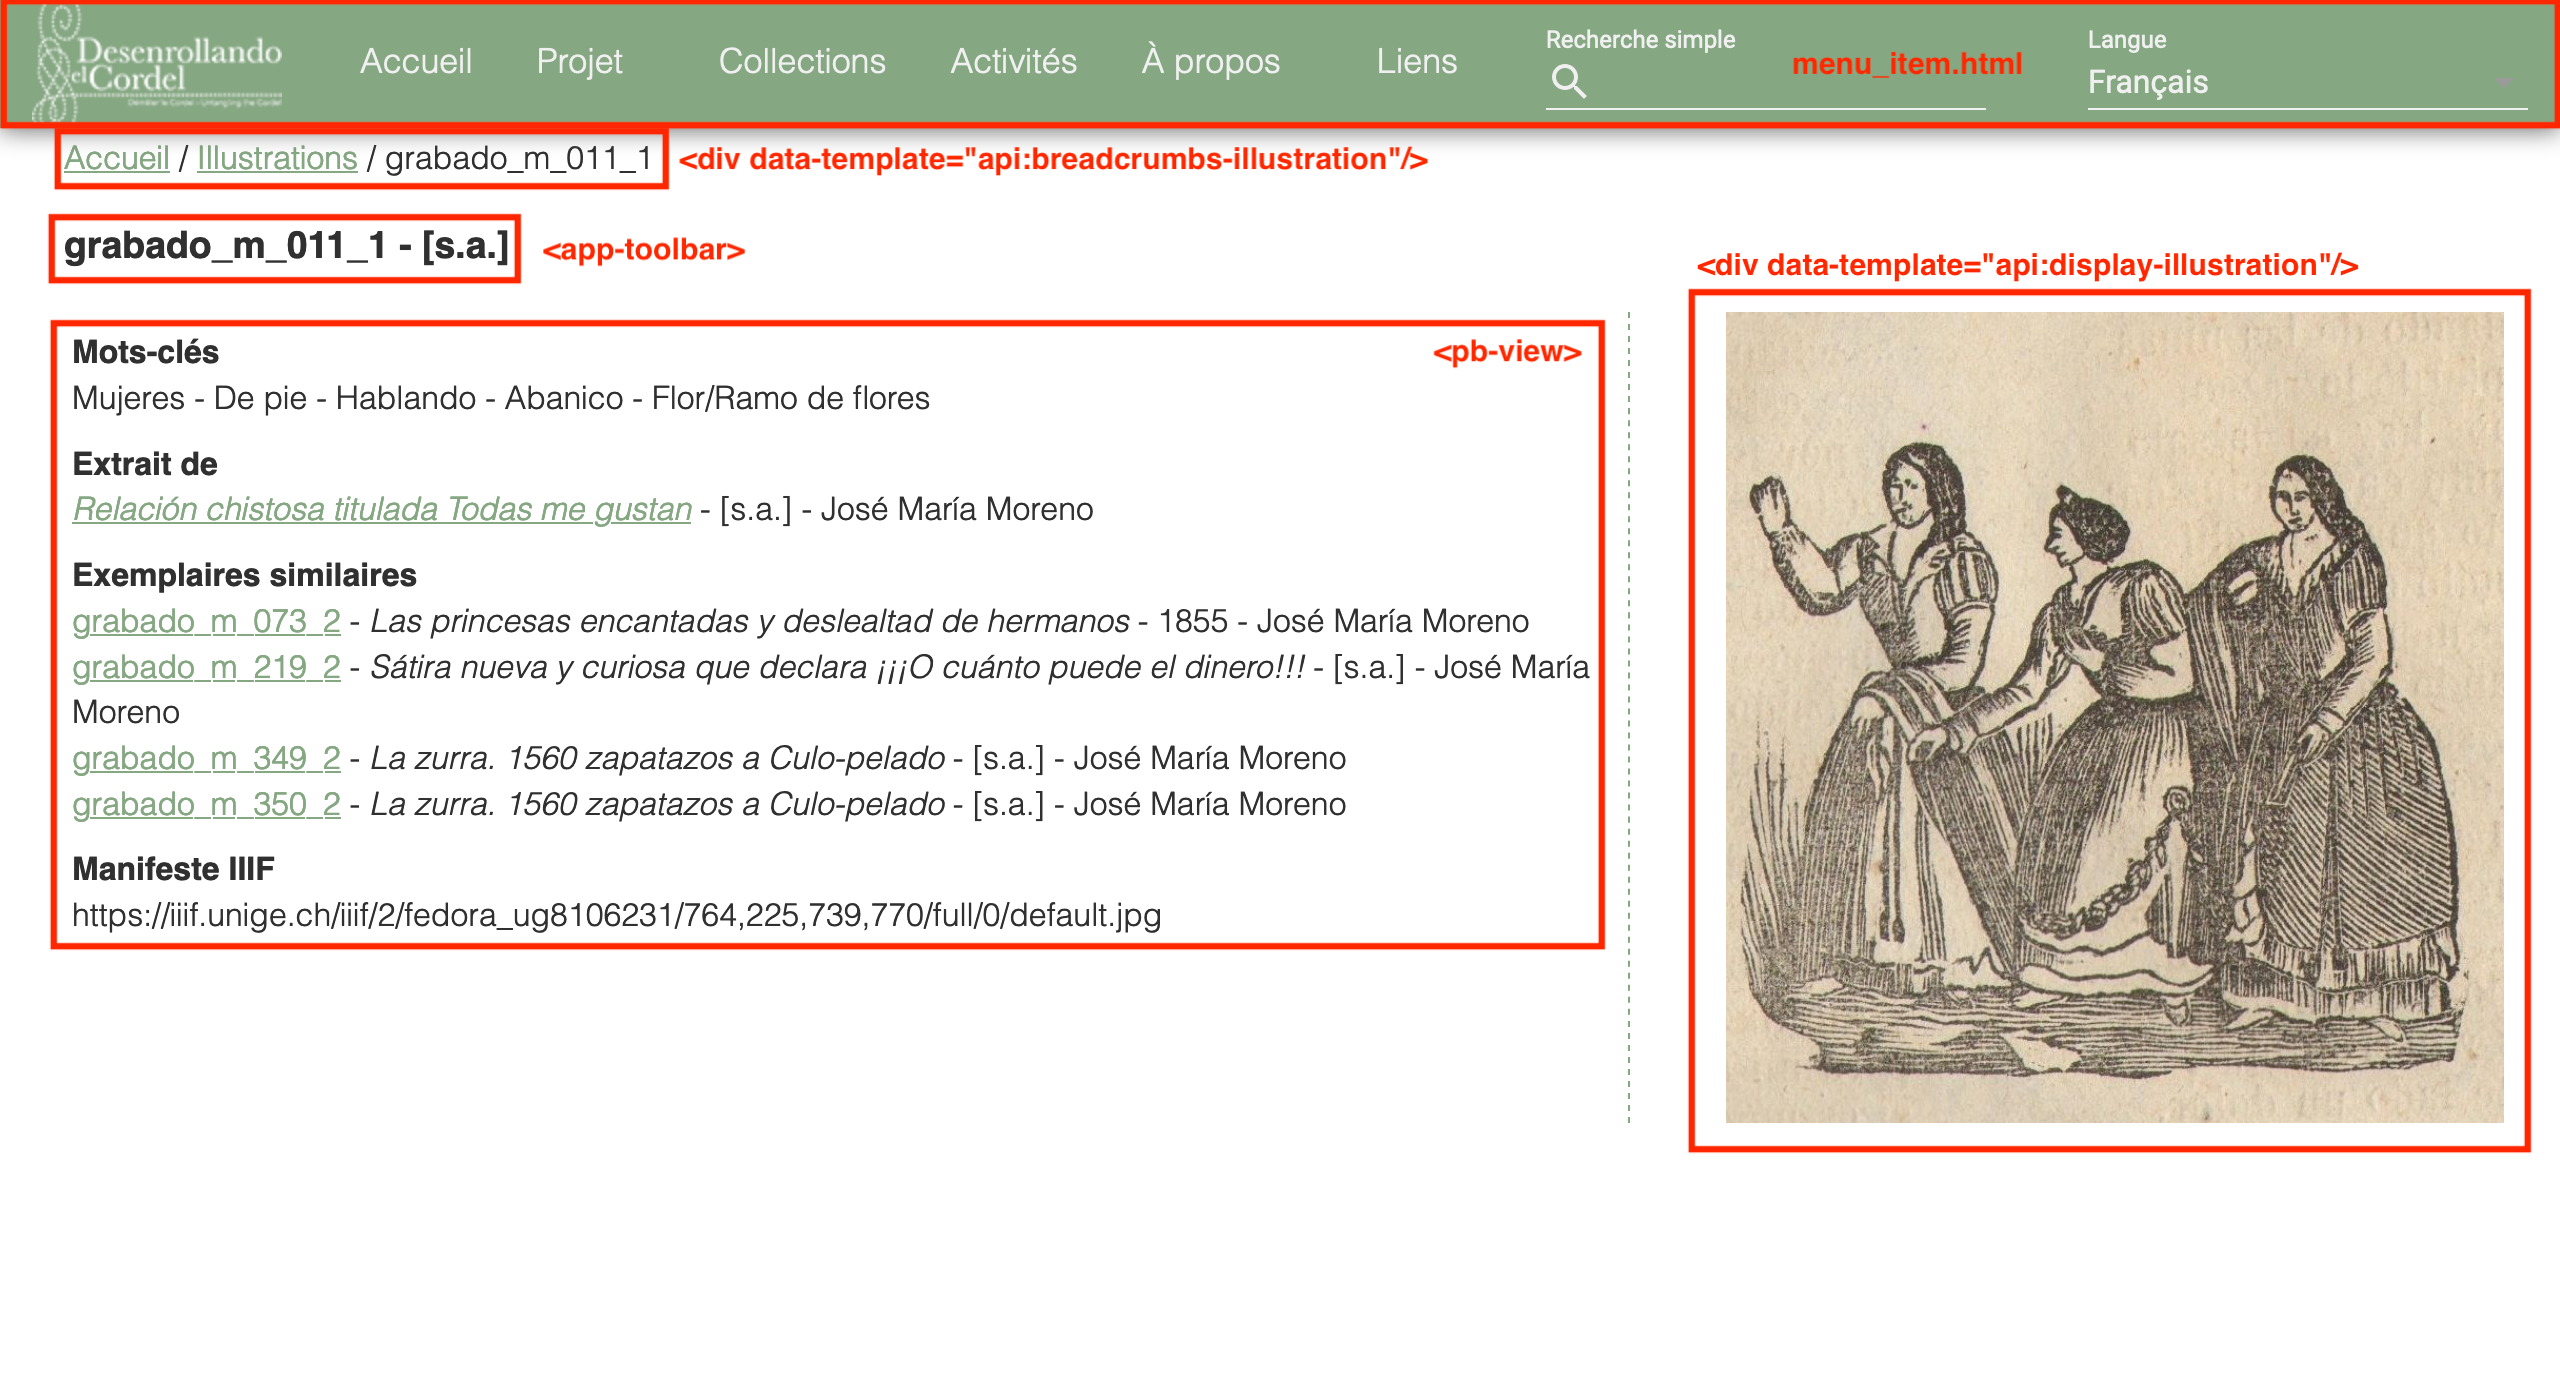 Desenrollando
el Cordel
Démêler le Cordel - Untangling the Cordel
Accueil Projet Collections Activités À propos Liens
Recherche simple
menu_item.html
Langue
Français
Accueil / Illustrations / grabado_m_011_1
<div data-template="api:breadcrumbs-illustration"/>
grabado_m_011_1 - [s.a.]
<app-toolbar>
<div data-template="api:display-illustration"/>
<pb-view>
Mots-clés
Mujeres - De pie - Hablando - Abanico - Flor/Ramo de flores
Extrait de
Relación chistosa titulada Todas me gustan - [s.a.] - José María Moreno
Exemplaires similaires
grabado_m_073_2 - Las princesas encantadas y deslealtad de hermanos - 1855 - José María Moreno
grabado_m_219_2 - Sátira nueva y curiosa que declara ¡¡¡O cuánto puede el dinero!!! - [s.a.] - José María
Moreno
grabado_m_349_2 - La zurra. 1560 zapatazos a Culo-pelado - [s.a.] - José María Moreno
grabado_m_350_2 - La zurra. 1560 zapatazos a Culo-pelado - [s.a.] - José María Moreno
Manifeste IIIF
https://iiif.unige.ch/iiif/2/fedora_ug8106231/764,225,739,770/full/0/default.jpg